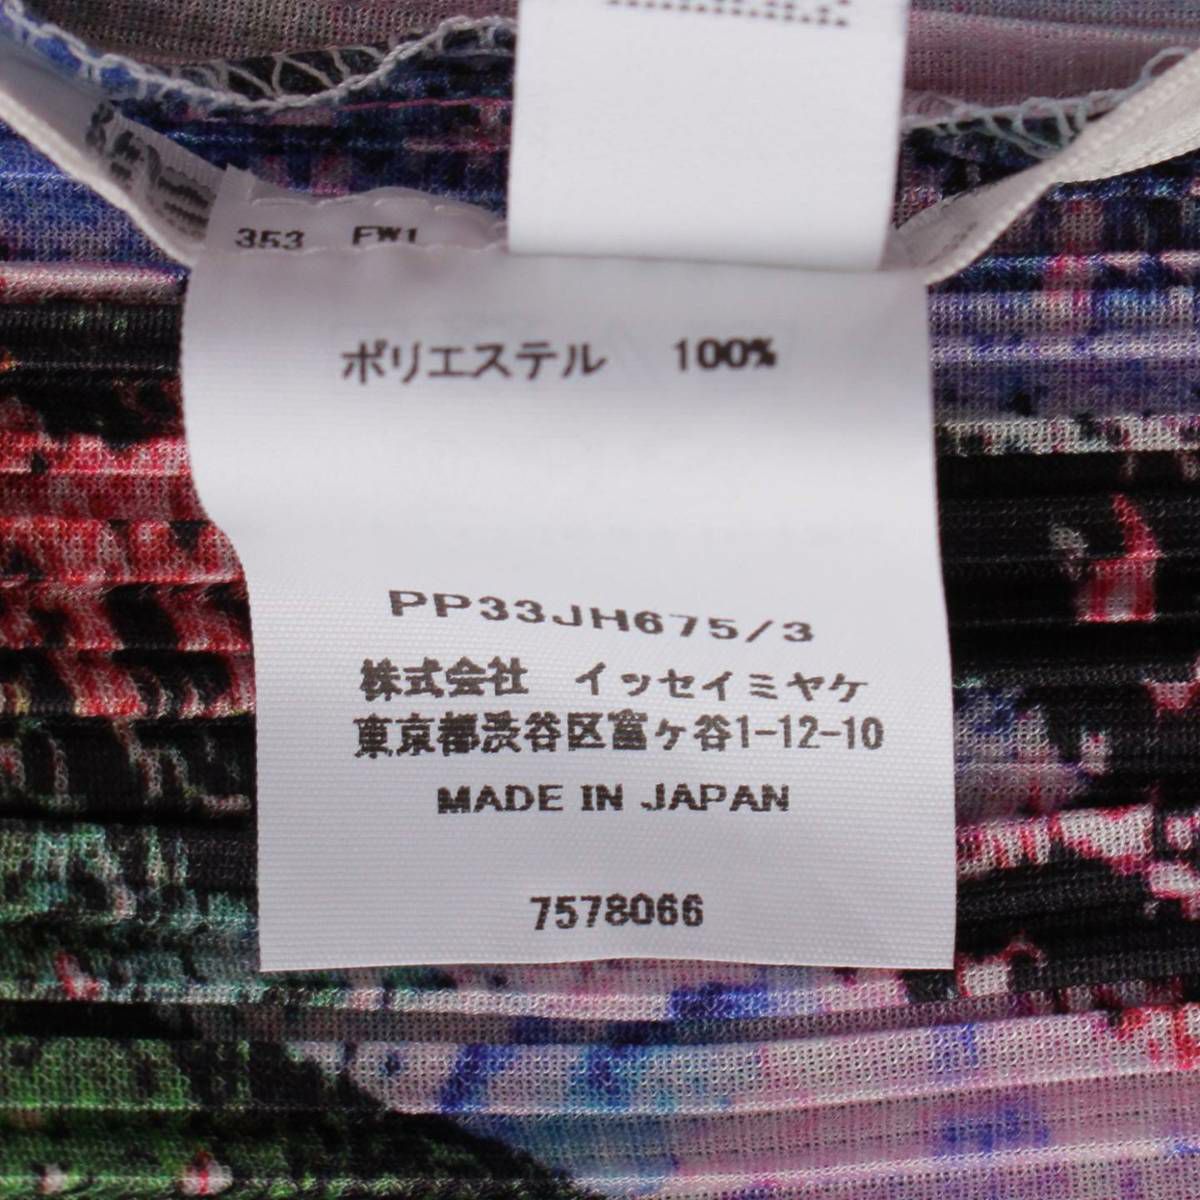 353 FW1
ポリエステル 100%
PP33JH675/3
株式会社 イッセイミヤケ
東京都渋谷区富ヶ谷1-12-10
MADE IN JAPAN
7578066